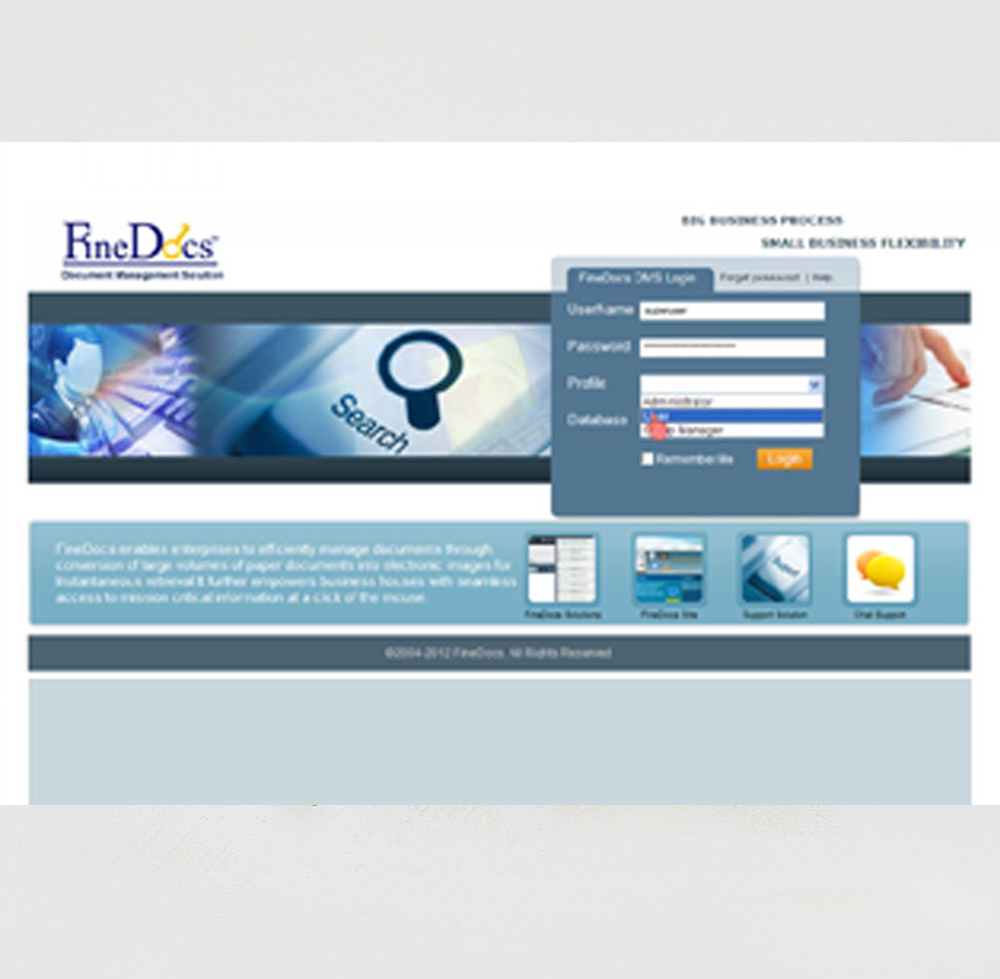 FineDocs
Document Management Solution
BIG BUSINESS PROCESS
SMALL BUSINESS FLEXIBILITY
FineDocs DMS Login
Forget password | Help
UserName
superuser
Password
Profile
Administrator
User
Manager
Database
Remember Me
Login
Search
FineDocs enables enterprises to efficiently manage documents through
conversion of large volumes of paper documents into electronic images for
instantaneous retrieval It further empowers business houses with seamless
access to mission critical information at a click of the mouse.
FineDocs Solutions
FineDocs Site
Support Solution
Chat Support
©2004-2012 FineDocs. All Rights Reserved